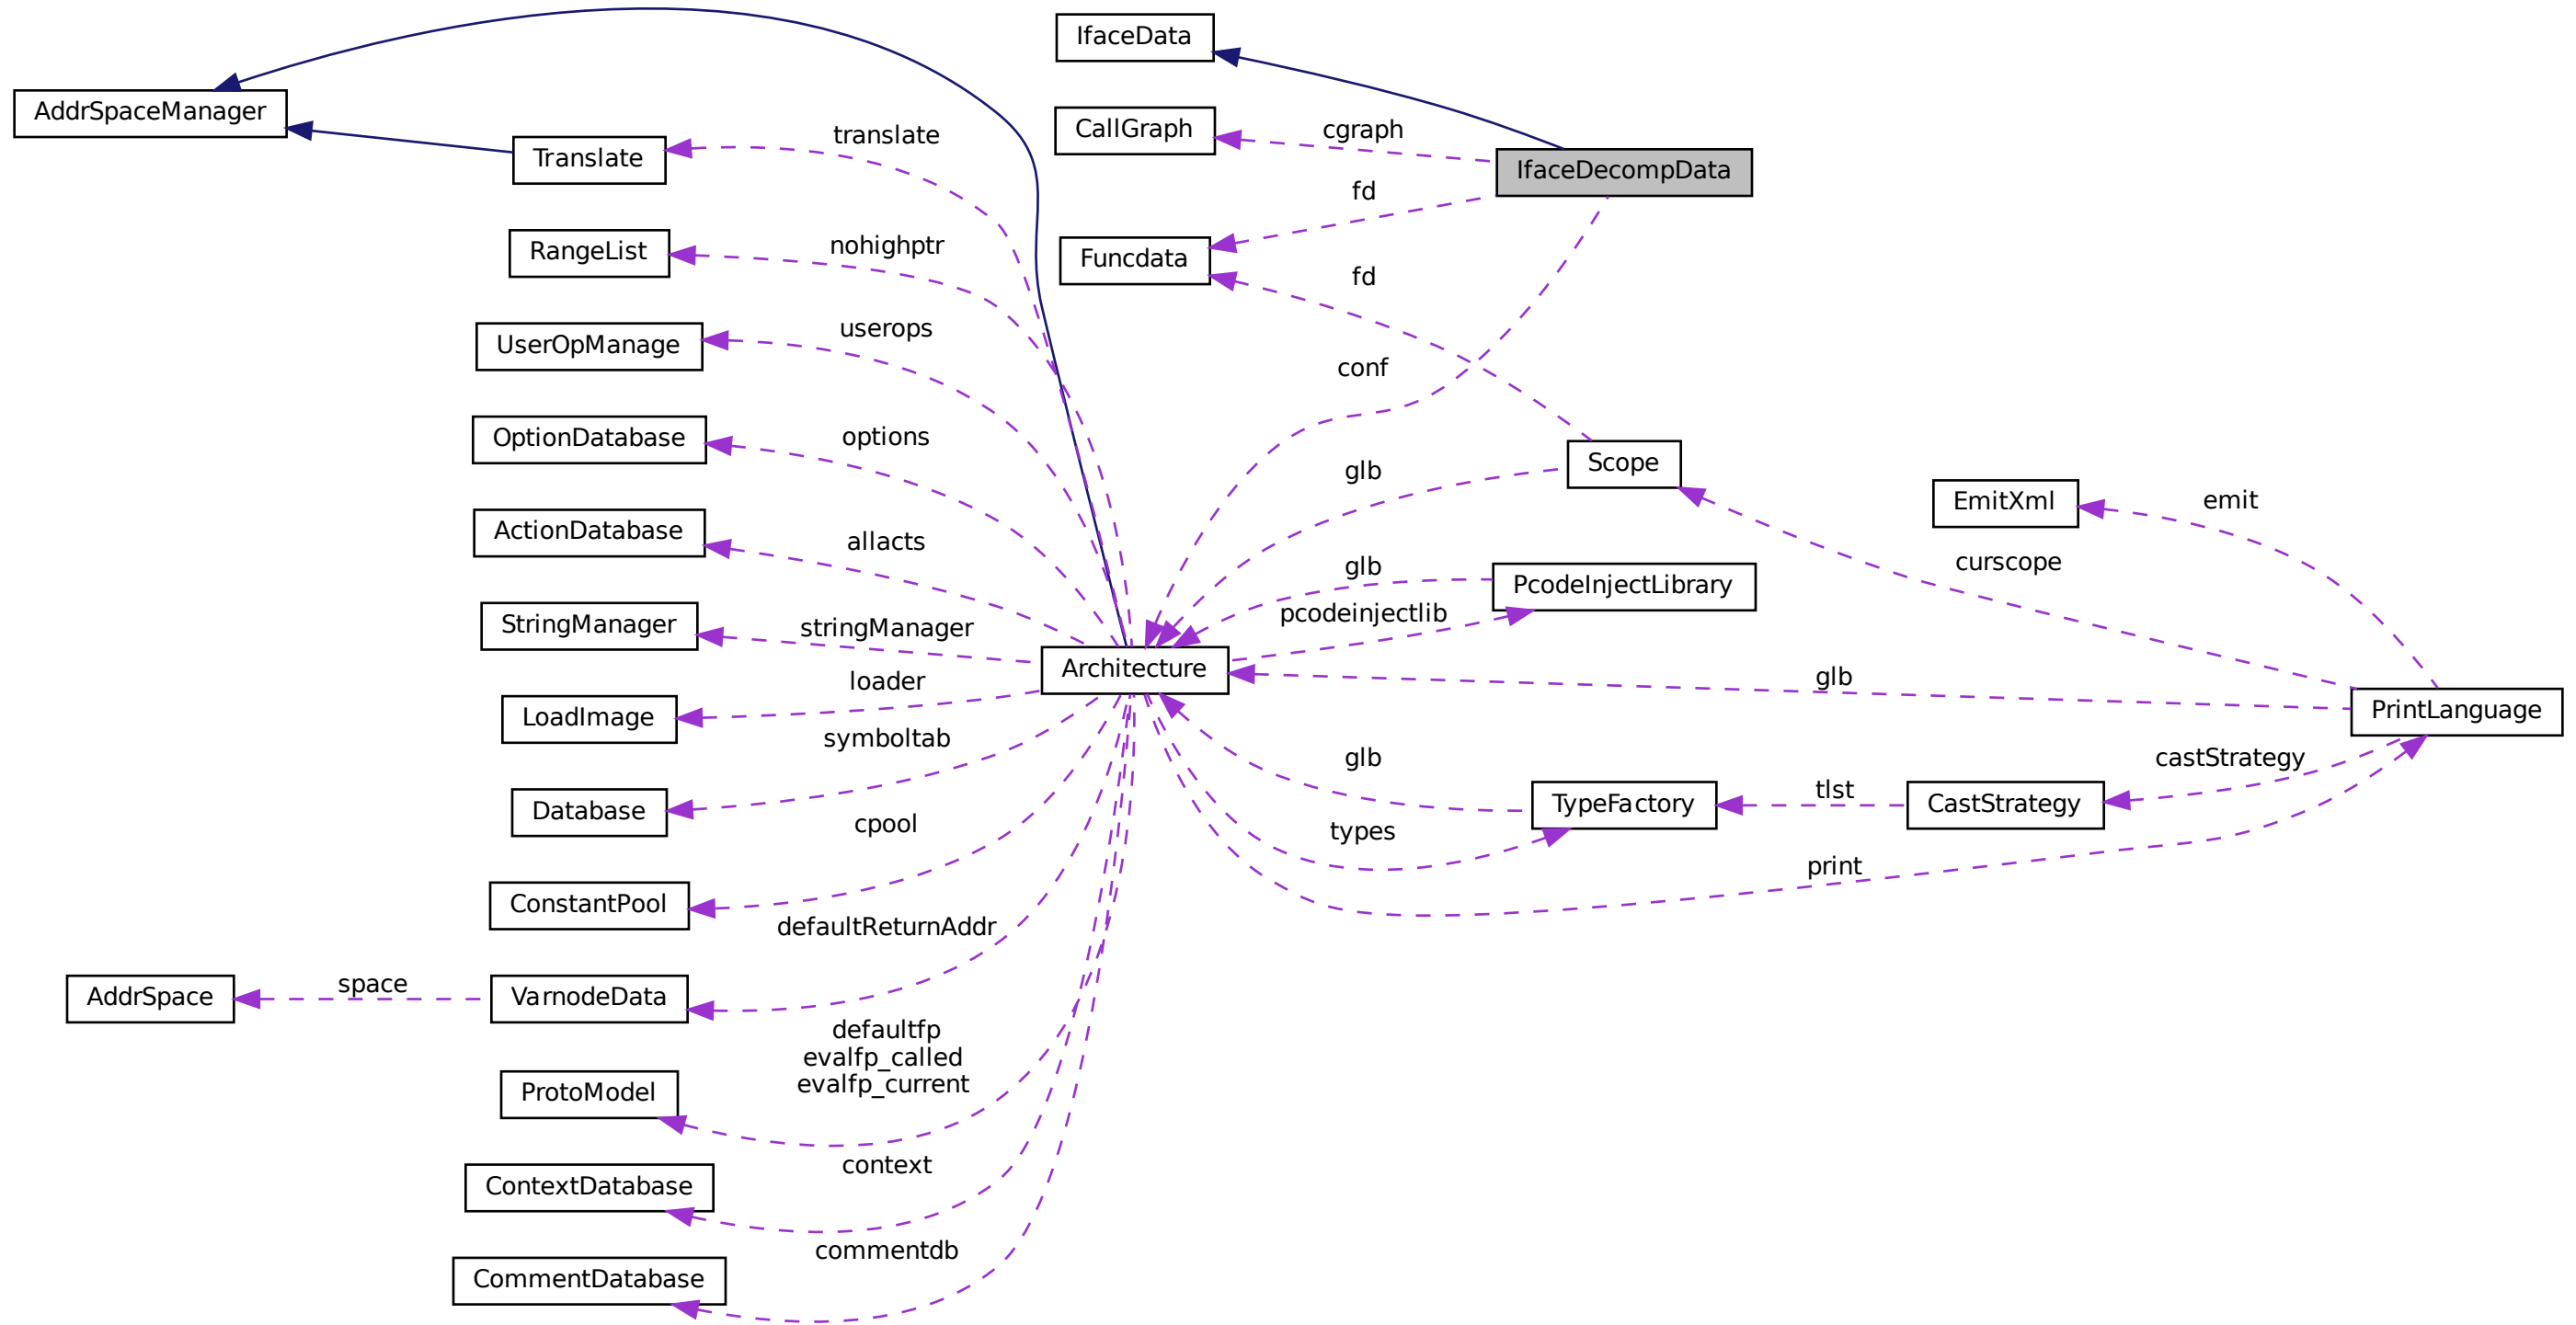 IfaceData
AddrSpaceManager
CallGraph
cgraph
translate
Translate
IfaceDecompData
fd
nohighptr
RangeList
Funcdata
fd
userops
UserOpManage
conf
options
OptionDatabase
Scope
glb
EmitXml
emit
ActionDatabase
allacts
curscope
glb
PcodeInjectLibrary
pcodeinjectlib
StringManager
stringManager
Architecture
glb
loader
LoadImage
PrintLanguage
symboltab
glb
castStrategy
Database
tlst
TypeFactory
CastStrategy
cpool
types
print
ConstantPool
defaultReturnAddr
space
AddrSpace
VarnodeData
defaultfp
evalfp_called
evalfp_current
ProtoModel
context
ContextDatabase
commentdb
CommentDatabase